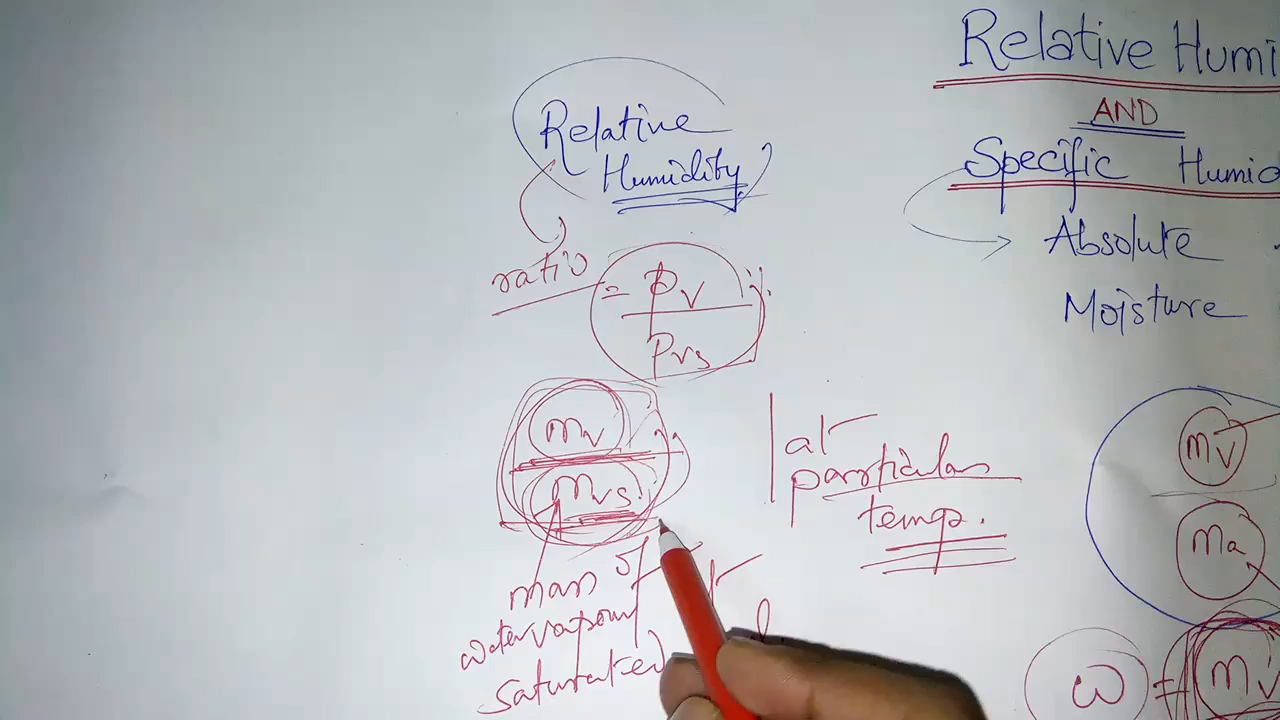 Relative Humi
AND
Specific Humid
Absolute
Moisture
Relative
Humidity
ratio = Pv %
Pvs
mv %
mvs
at
particular
temp.
mass of
water vapour
saturated
mv
ma
ω = mv